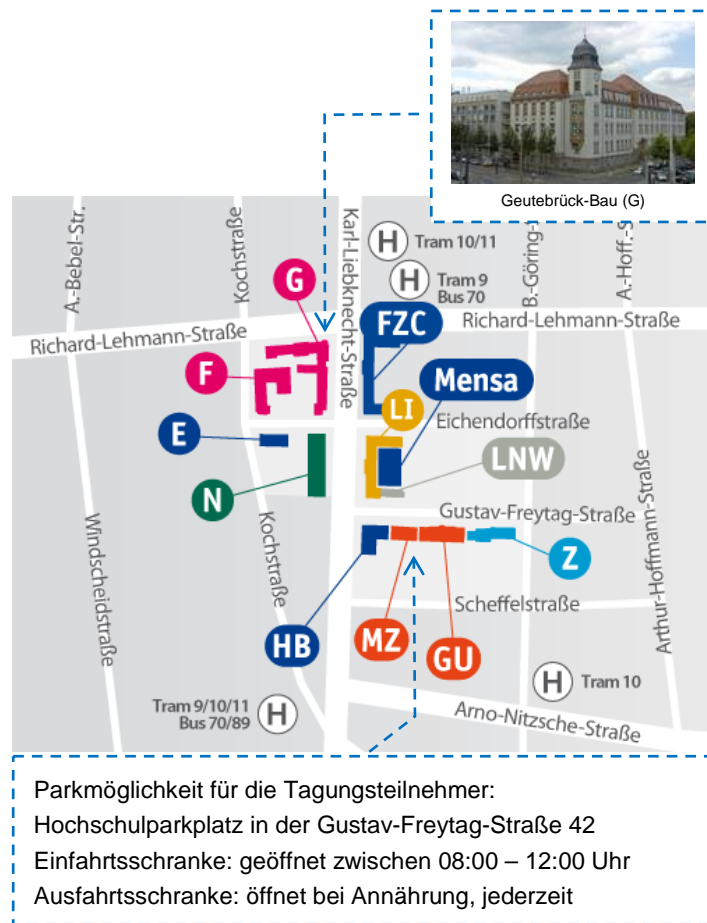 Geutebrück-Bau (G)
A.-Bebel-Str.
Kochstraße
Karl-Liebknecht-Straße
H Tram 10/11
H Tram 9
Bus 70
B.-Göring-
A.-Hoff.-S
G
FZC
Richard-Lehmann-Straße
Richard-Lehmann-Straße
F
Mensa
LI
Eichendorffstraße
E
LNW
N
Gustav-Freytag-Straße
Z
Windscheidstraße
Kochstraße
Arthur-Hoffmann-Straße
Scheffelstraße
HB
MZ
GU
H Tram 10
Tram 9/10/11
Bus 70/89 H
Arno-Nitzsche-Straße
Parkmöglichkeit für die Tagungsteilnehmer:
Hochschulparkplatz in der Gustav-Freytag-Straße 42
Einfahrtsschranke: geöffnet zwischen 08:00 – 12:00 Uhr
Ausfahrtsschranke: öffnet bei Annährung, jederzeit